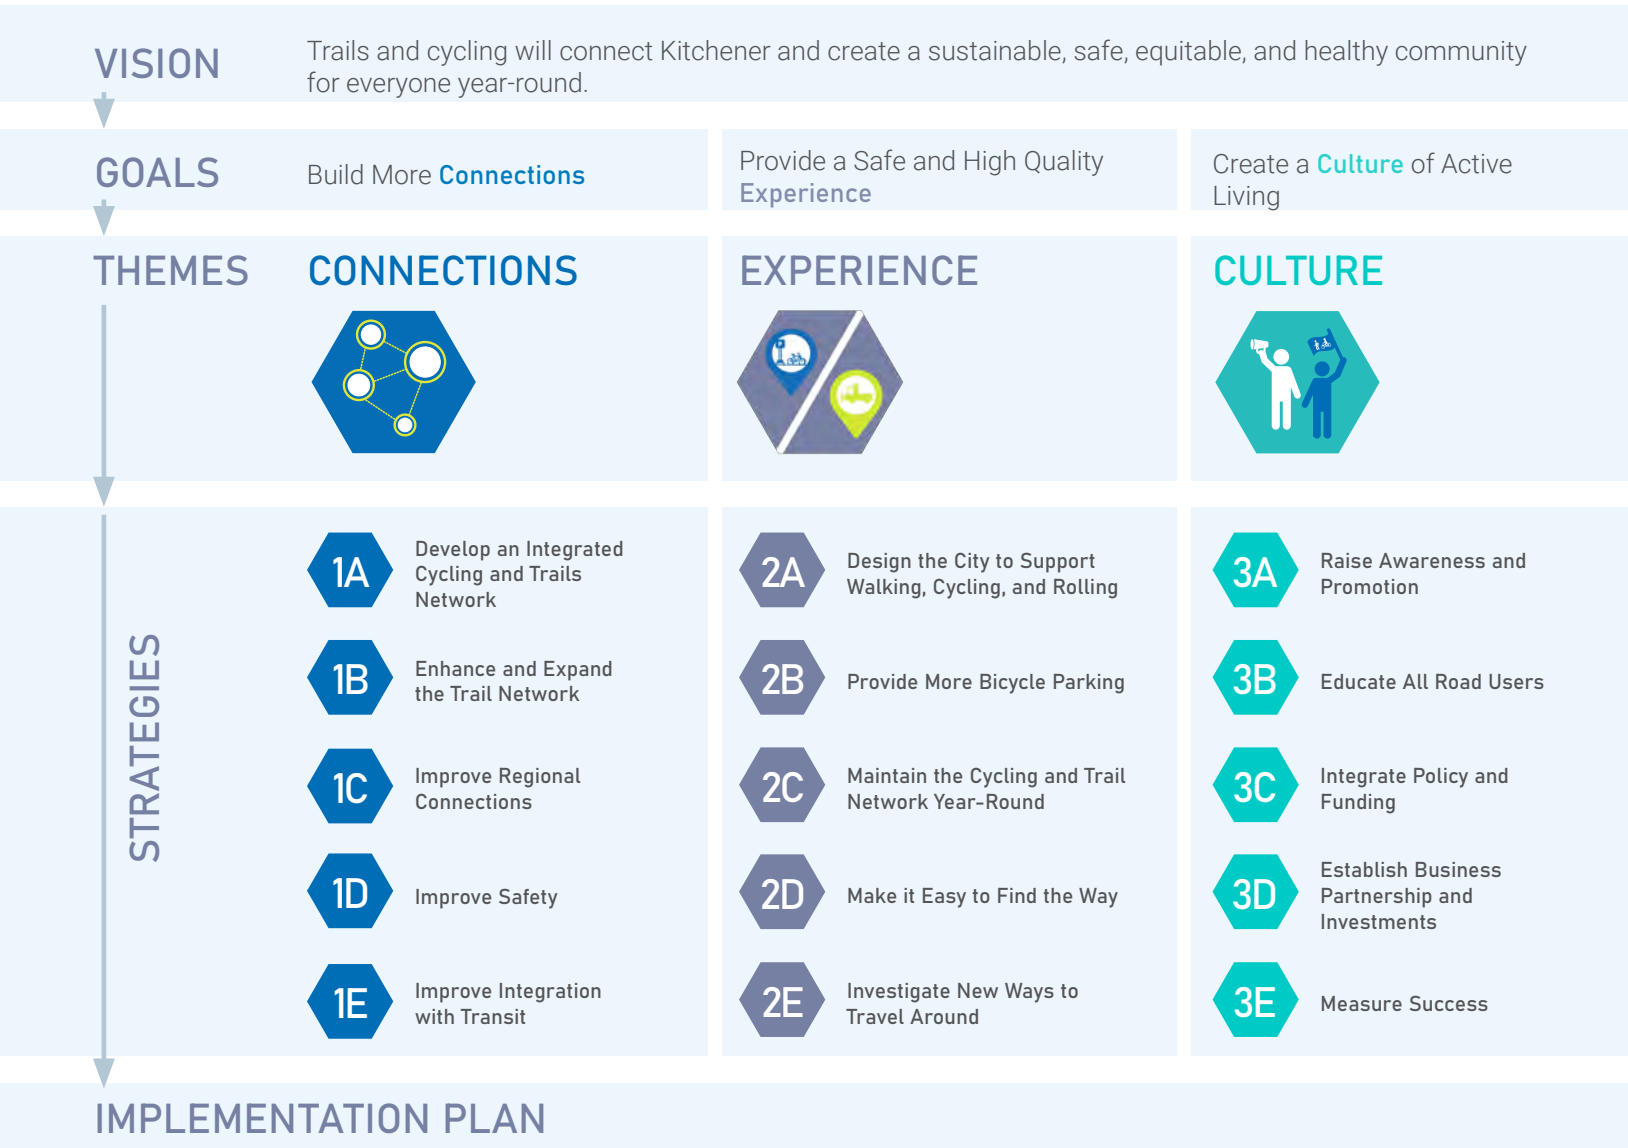 VISION
Trails and cycling will connect Kitchener and create a sustainable, safe, equitable, and healthy community
for everyone year-round.
GOALS
Build More Connections
Provide a Safe and High Quality
Experience
Create a Culture of Active
Living
THEMES
CONNECTIONS
EXPERIENCE
CULTURE
STRATEGIES
1A
Develop an Integrated
Cycling and Trails
Network
1B
Enhance and Expand
the Trail Network
1C
Improve Regional
Connections
1D
Improve Safety
1E
Improve Integration
with Transit
2A
Design the City to Support
Walking, Cycling, and Rolling
2B
Provide More Bicycle Parking
2C
Maintain the Cycling and Trail
Network Year-Round
2D
Make it Easy to Find the Way
2E
Investigate New Ways to
Travel Around
3A
Raise Awareness and
Promotion
3B
Educate All Road Users
3C
Integrate Policy and
Funding
3D
Establish Business
Partnership and
Investments
3E
Measure Success
IMPLEMENTATION PLAN